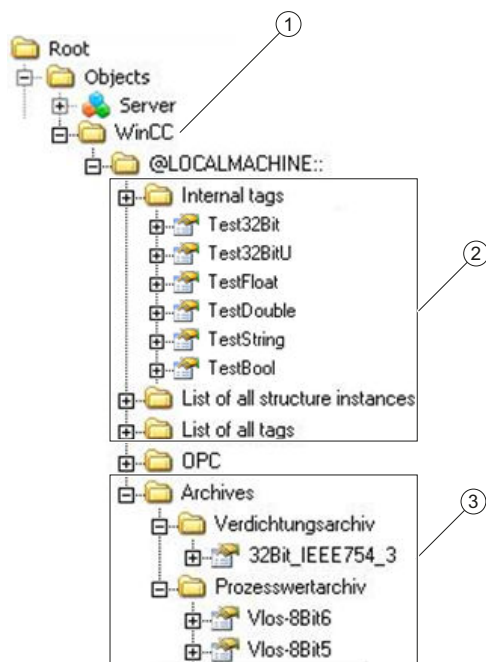 1
Root
Objects
Server
WinCC
@LOCALMACHINE::
Internal tags
Test32Bit
Test32BitU
2
TestFloat
TestDouble
TestString
TestBool
List of all structure instances
List of all tags
OPC
Archives
3
Verdichtungsarchiv
32Bit_IEEE754_3
Prozesswertarchiv
Vlos-8Bit6
Vlos-8Bit5